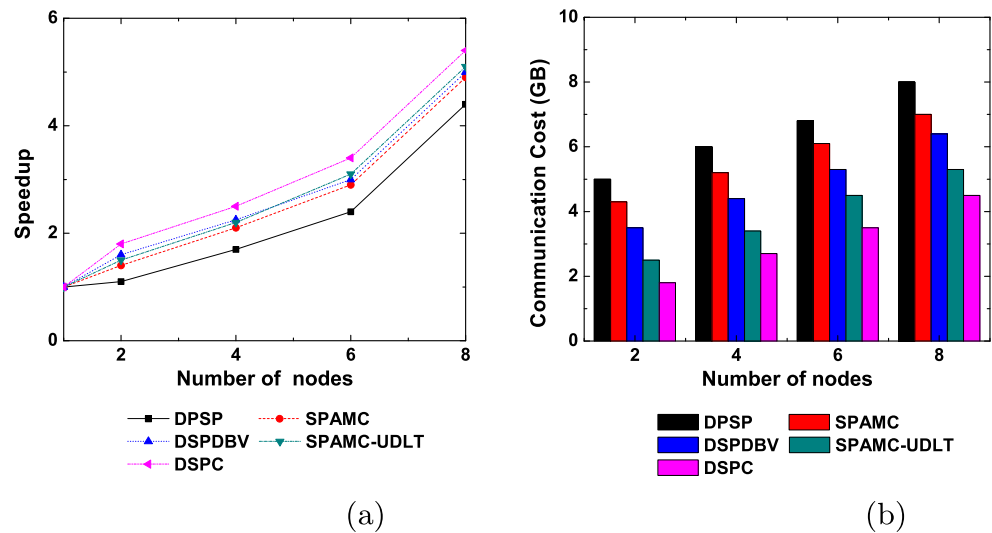 6
4
2
0
Speedup
2
4
6
8
Number of nodes
DPSP
SPAMC
DSPDBV
SPAMC-UDLT
DSPC
(a)
10
8
6
4
2
0
Communication Cost (GB)
2
4
6
8
Number of nodes
DPSP
SPAMC
DSPDBV
SPAMC-UDLT
DSPC
(b)